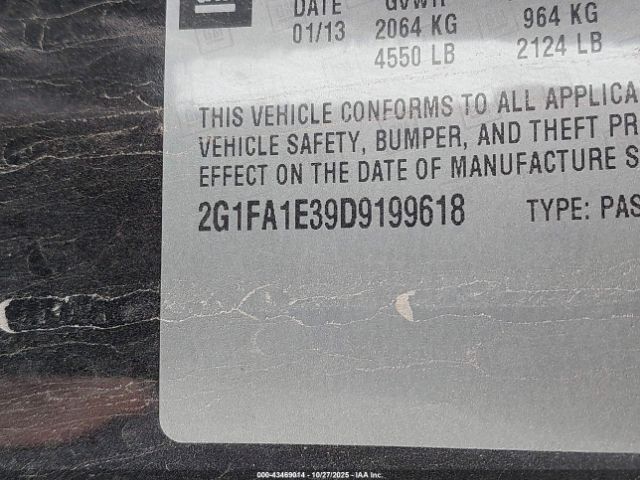 DATE GVWR
01/13 2064 KG 964 KG
4550 LB 2124 LB
THIS VEHICLE CONFORMS TO ALL APPLICA
VEHICLE SAFETY, BUMPER, AND THEFT PR
EFFECT ON THE DATE OF MANUFACTURE S
2G1FA1E39D9199618 TYPE: PAS
000-43469014 - 10/27/2025 - IAA Inc.